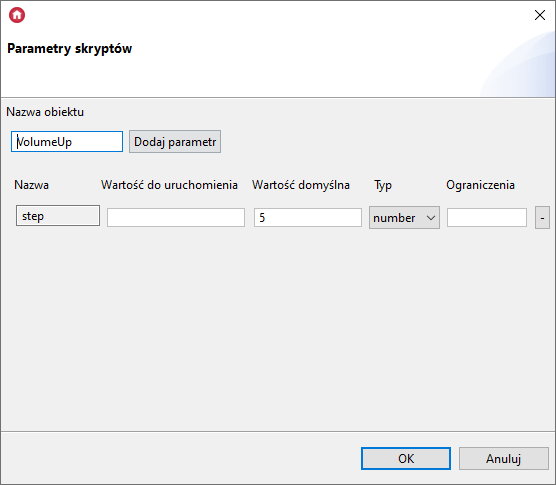 Parametry skryptów
Nazwa obiektu
VolumeUp Dodaj parametr
Nazwa Wartość do uruchomienia Wartość domyślna Typ Ograniczenia
step 5 number -
OK Anuluj